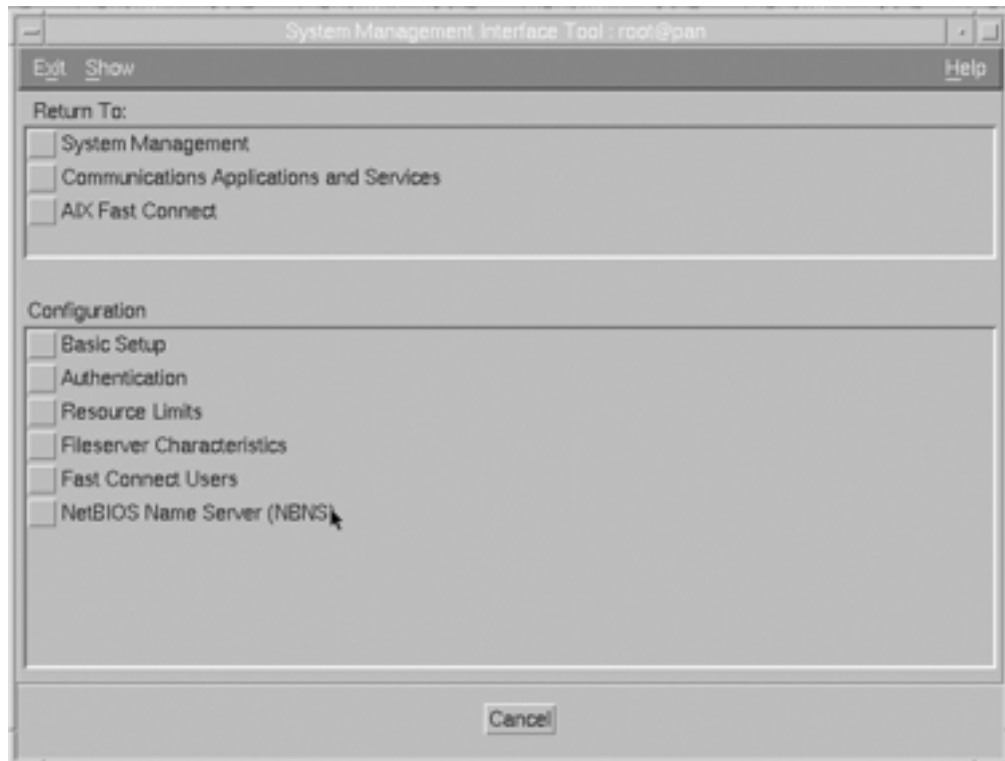 System Management Interface Tool : root@pan
Exit Show Help
Return To:
System Management
Communications Applications and Services
AIX Fast Connect
Configuration
Basic Setup
Authentication
Resource Limits
Fileserver Characteristics
Fast Connect Users
NetBIOS Name Server (NBNS)
Cancel